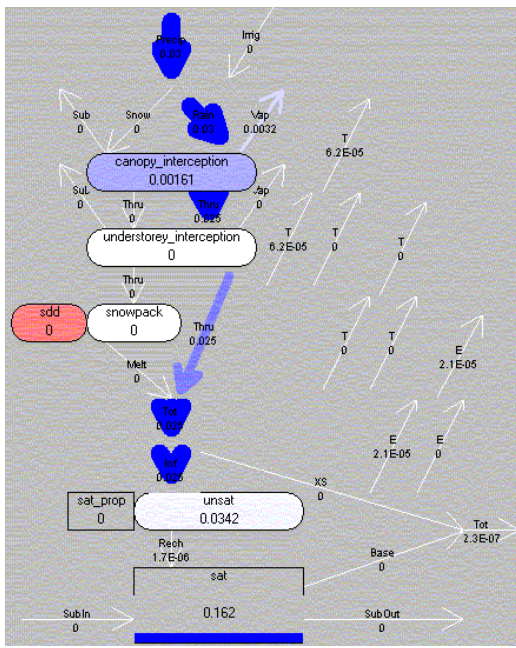 Precip
0.03
Irrig
0
Sub
0
Snow
0
Rain
0.03
Vap
0.0032
T
6.2E-05
canopy_interception
0.00161
Sub
0
Thru
0
Thru
0.025
Vap
0
T
6.2E-05
T
0
T
0
understorey_interception
0
Thru
0
sdd
0
snowpack
0
Thru
0.025
T
0
T
0
E
2.1E-05
Melt
0
Tot
0.025
Inf
0.025
E
2.1E-05
E
0
XS
0
sat_prop
0
unsat
0.0342
Tot
2.3E-07
Rech
1.7E-06
Base
0
sat
0.162
SubIn
0
SubOut
0